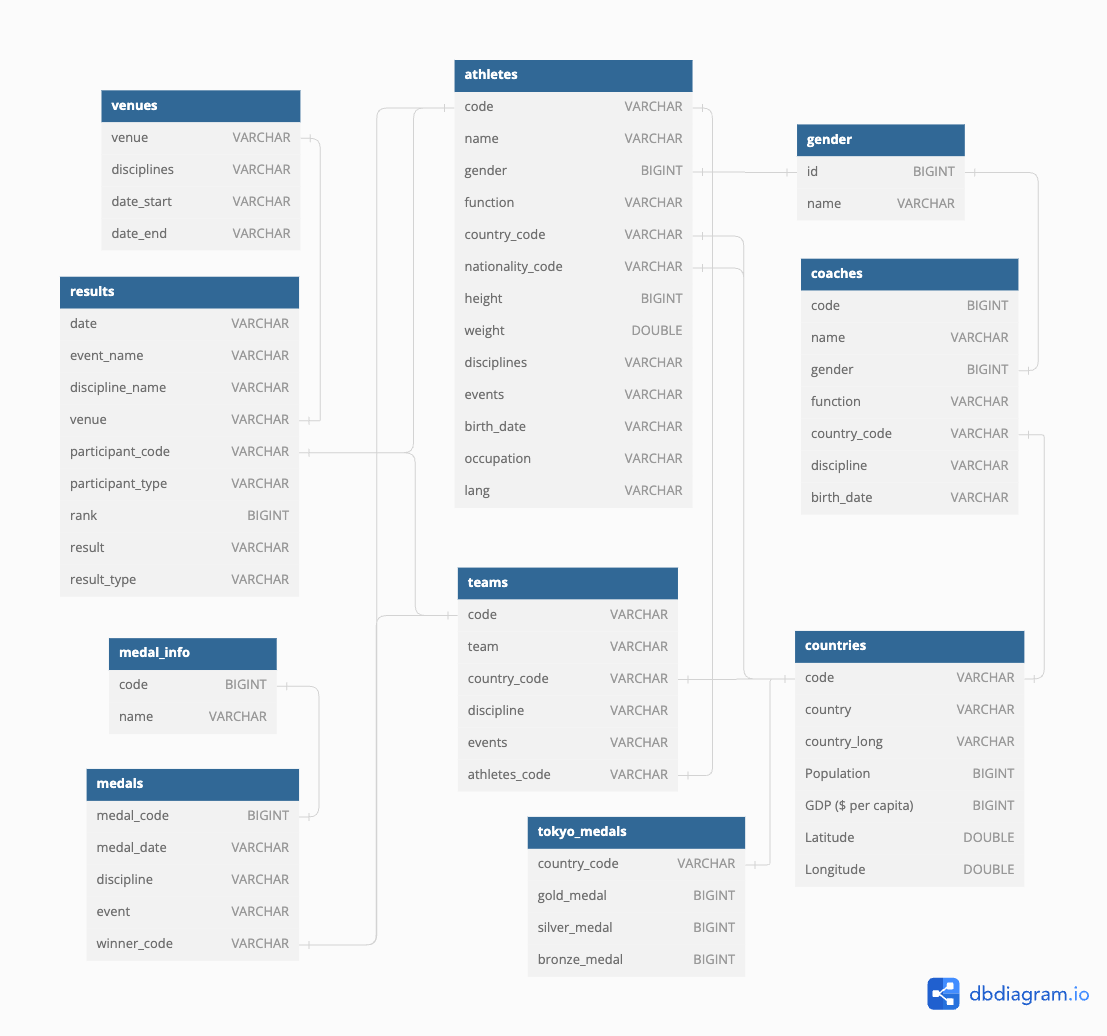 athletes
code VARCHAR
name VARCHAR
gender BIGINT
function VARCHAR
country_code VARCHAR
nationality_code VARCHAR
height BIGINT
weight DOUBLE
disciplines VARCHAR
events VARCHAR
birth_date VARCHAR
occupation VARCHAR
lang VARCHAR
venues
venue VARCHAR
disciplines VARCHAR
date_start VARCHAR
date_end VARCHAR
gender
id BIGINT
name VARCHAR
results
date VARCHAR
event_name VARCHAR
discipline_name VARCHAR
venue VARCHAR
participant_code VARCHAR
participant_type VARCHAR
rank BIGINT
result VARCHAR
result_type VARCHAR
coaches
code BIGINT
name VARCHAR
gender BIGINT
function VARCHAR
country_code VARCHAR
discipline VARCHAR
birth_date VARCHAR
teams
code VARCHAR
team VARCHAR
country_code VARCHAR
discipline VARCHAR
events VARCHAR
athletes_code VARCHAR
medal_info
code BIGINT
name VARCHAR
countries
code VARCHAR
country VARCHAR
country_long VARCHAR
Population BIGINT
GDP ($ per capita) BIGINT
Latitude DOUBLE
Longitude DOUBLE
medals
medal_code BIGINT
medal_date VARCHAR
discipline VARCHAR
event VARCHAR
winner_code VARCHAR
tokyo_medals
country_code VARCHAR
gold_medal BIGINT
silver_medal BIGINT
bronze_medal BIGINT
dbdiagram.io